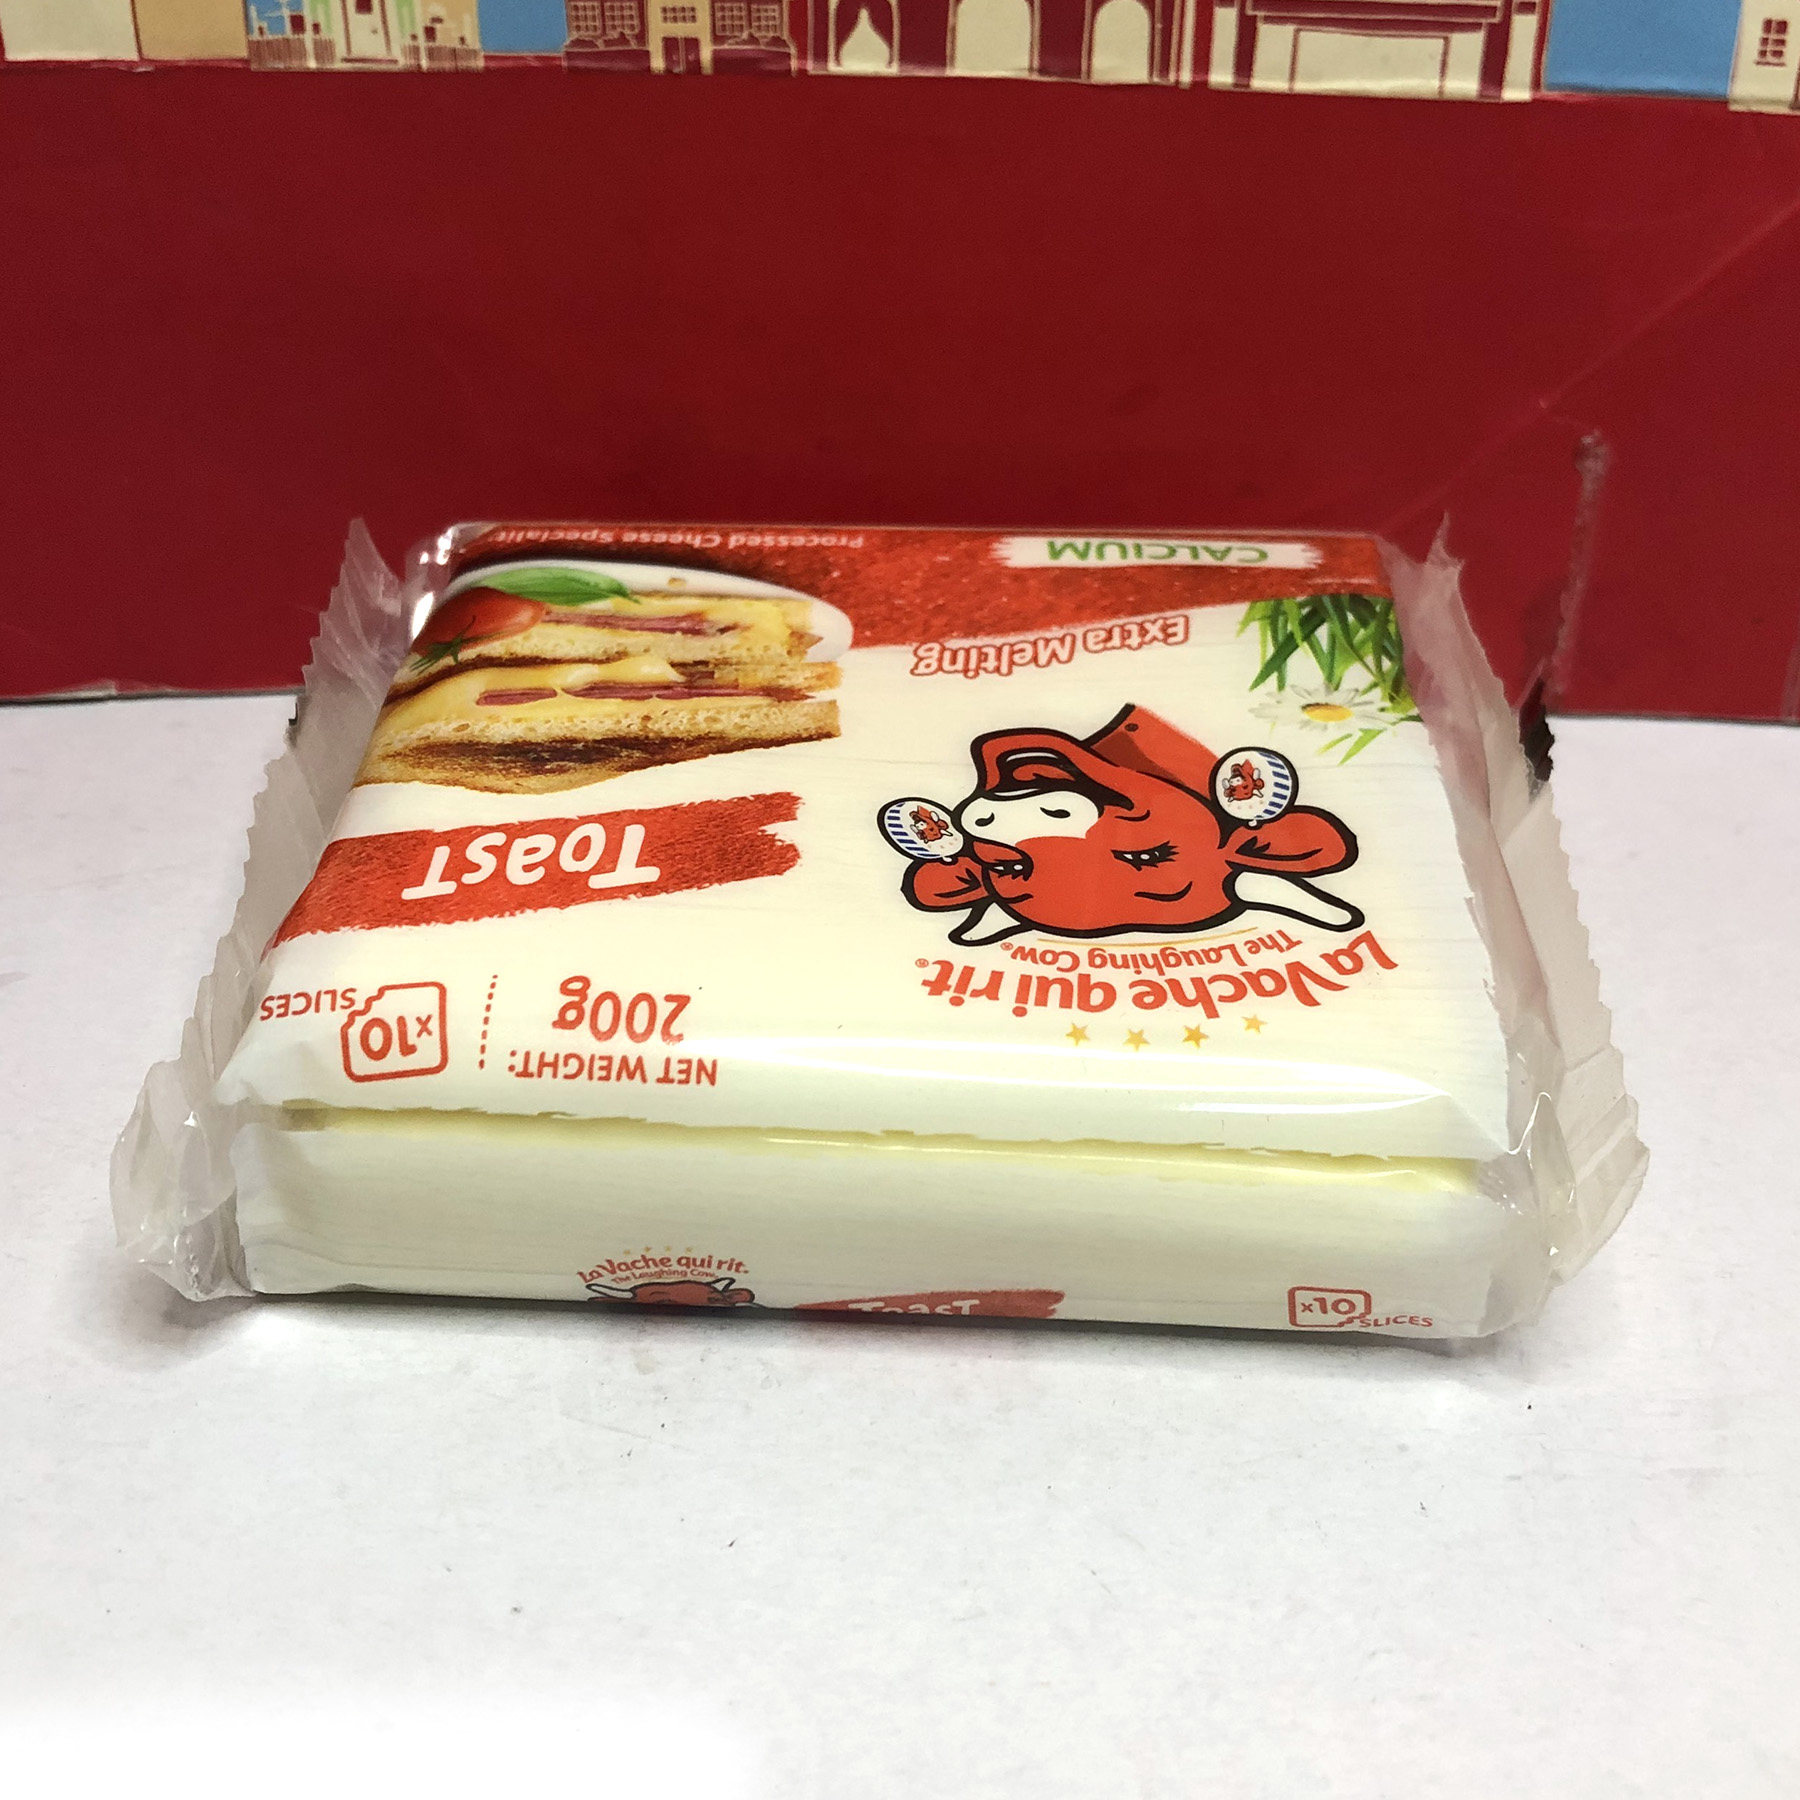 La Vache qui rit®
The Laughing Cow®
NET WEIGHT:
200g
x10
SLICES
Toast
Extra Melting
CALCIUM
Processed Cheese Specialit
La Vache qui rit®
The Laughing Cow®
Toast
x10
SLICES